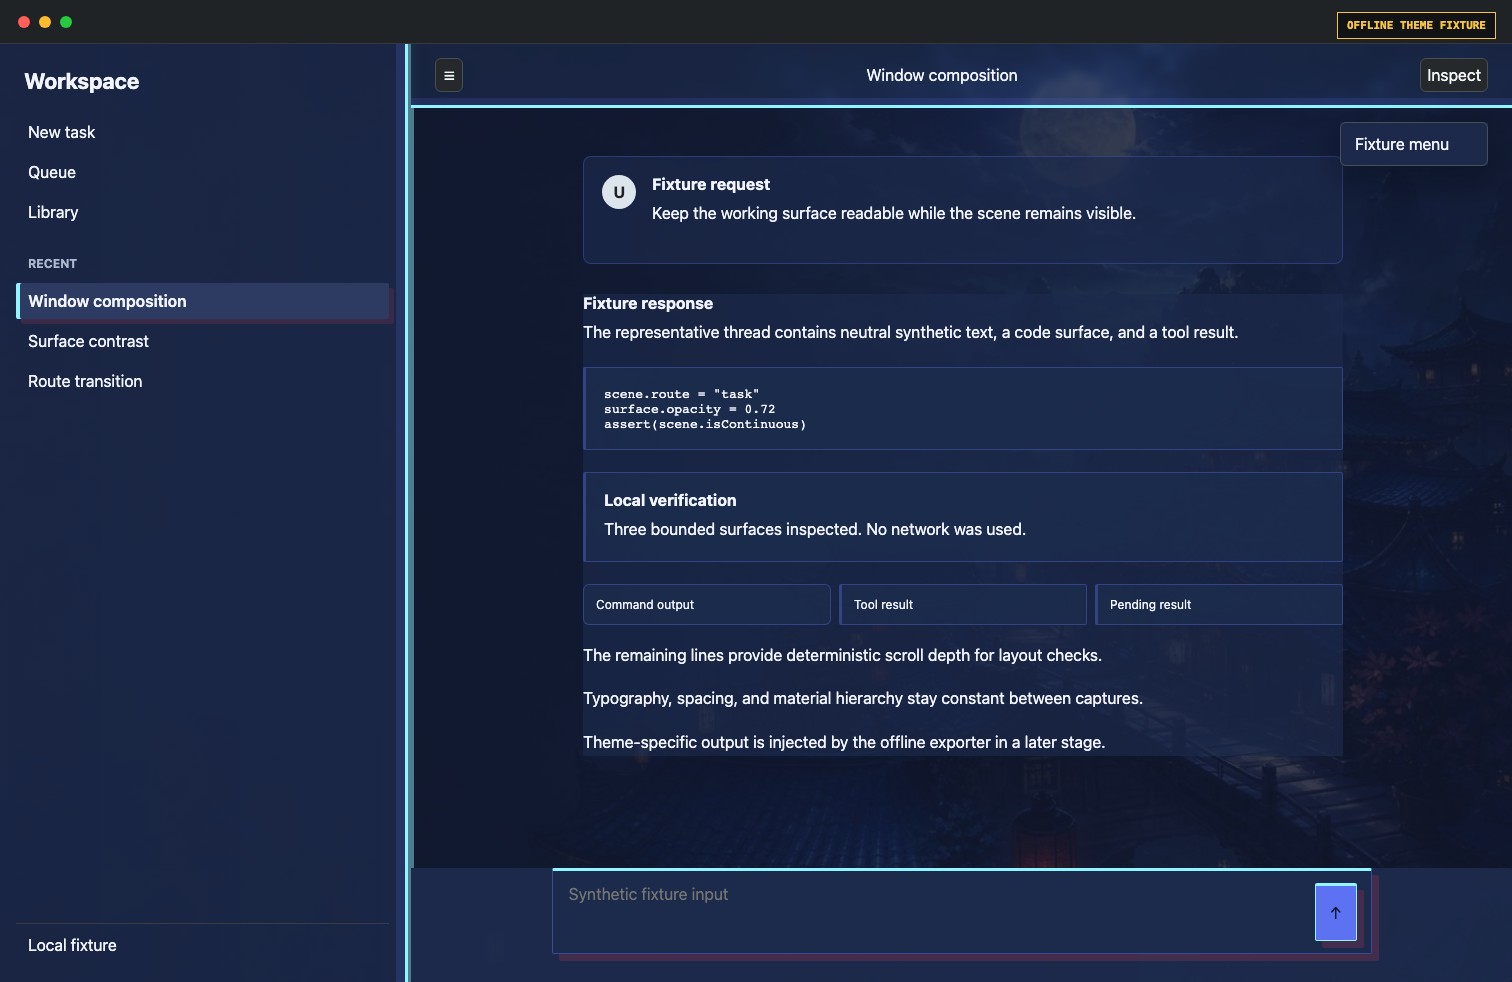 OFFLINE THEME FIXTURE
Workspace
New task
Queue
Library
RECENT
Window composition
Surface contrast
Route transition
Local fixture
Window composition
Inspect
Fixture menu
U
Fixture request
Keep the working surface readable while the scene remains visible.
Fixture response
The representative thread contains neutral synthetic text, a code surface, and a tool result.
scene.route = "task"
surface.opacity = 0.72
assert(scene.isContinuous)
Local verification
Three bounded surfaces inspected. No network was used.
Command output
Tool result
Pending result
The remaining lines provide deterministic scroll depth for layout checks.
Typography, spacing, and material hierarchy stay constant between captures.
Theme-specific output is injected by the offline exporter in a later stage.
Synthetic fixture input